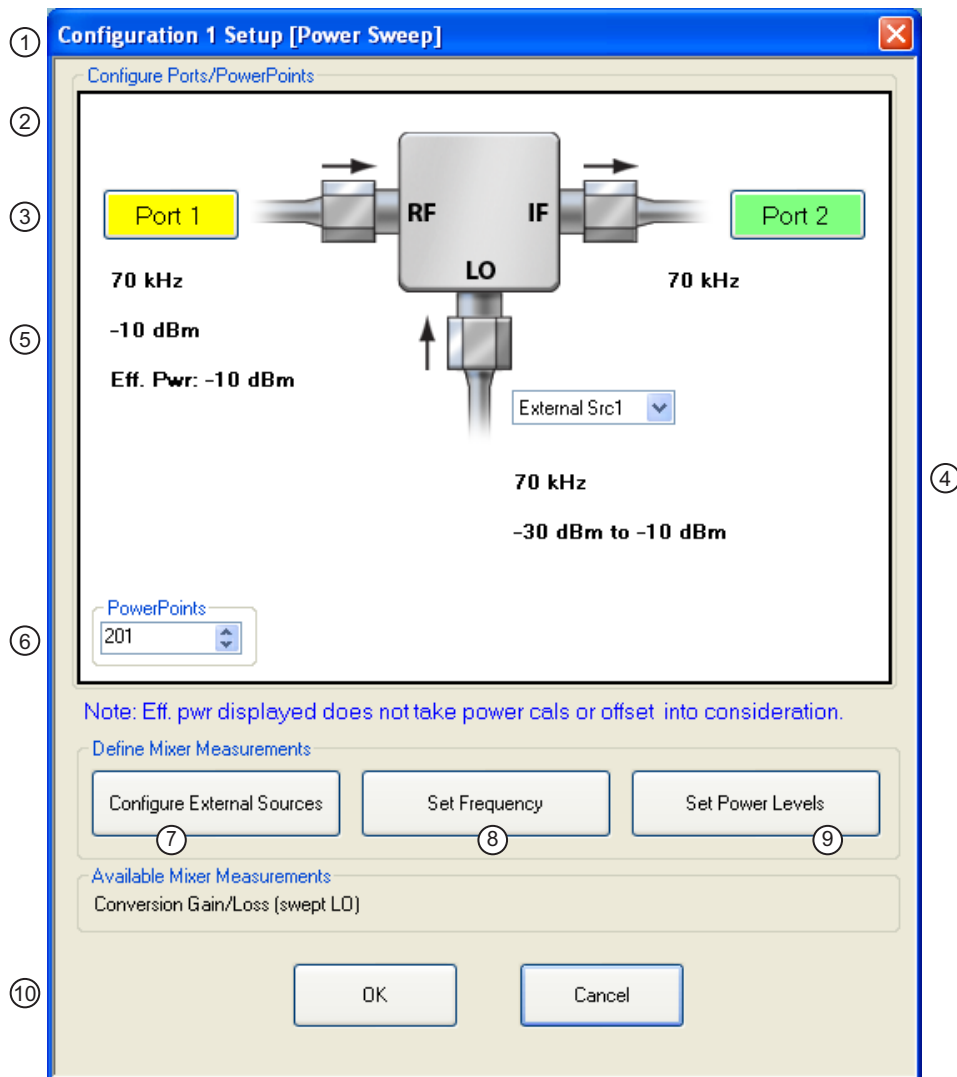 1
Configuration 1 Setup [Power Sweep]
Configure Ports/PowerPoints
2
3
Port 1
RF
IF
Port 2
LO
70 kHz
70 kHz
5
-10 dBm
Eff. Pwr: -10 dBm
External Src1
4
70 kHz
-30 dBm to -10 dBm
PowerPoints
6
201
Note: Eff. pwr displayed does not take power cals or offset into consideration.
Define Mixer Measurements
Configure External Sources
Set Frequency
Set Power Levels
7
8
9
Available Mixer Measurements
Conversion Gain/Loss (swept LO)
10
OK
Cancel